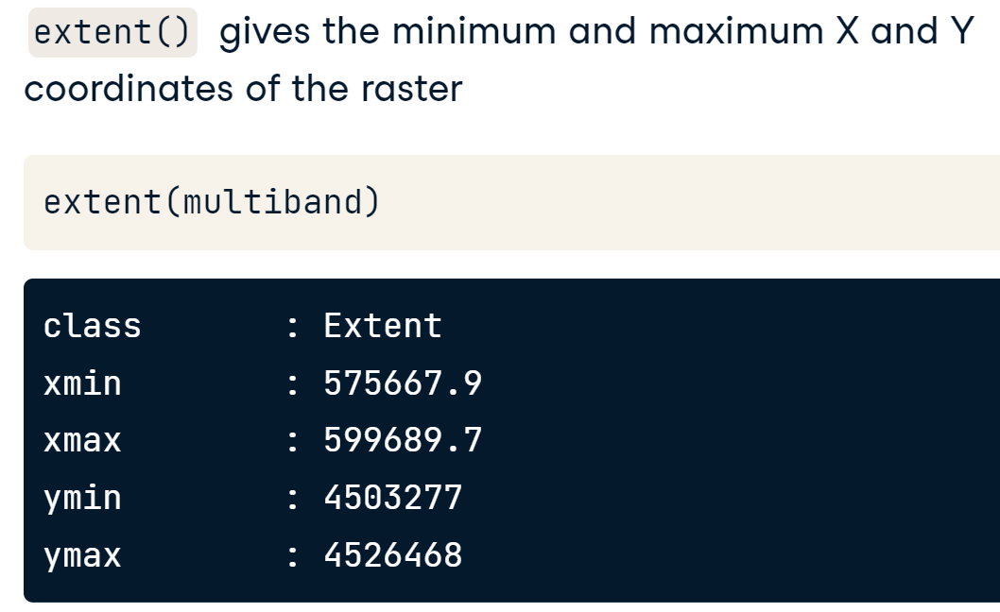 extent() gives the minimum and maximum X and Y
coordinates of the raster
extent(multiband)
class : Extent
xmin : 575667.9
xmax : 599689.7
ymin : 4503277
ymax : 4526468